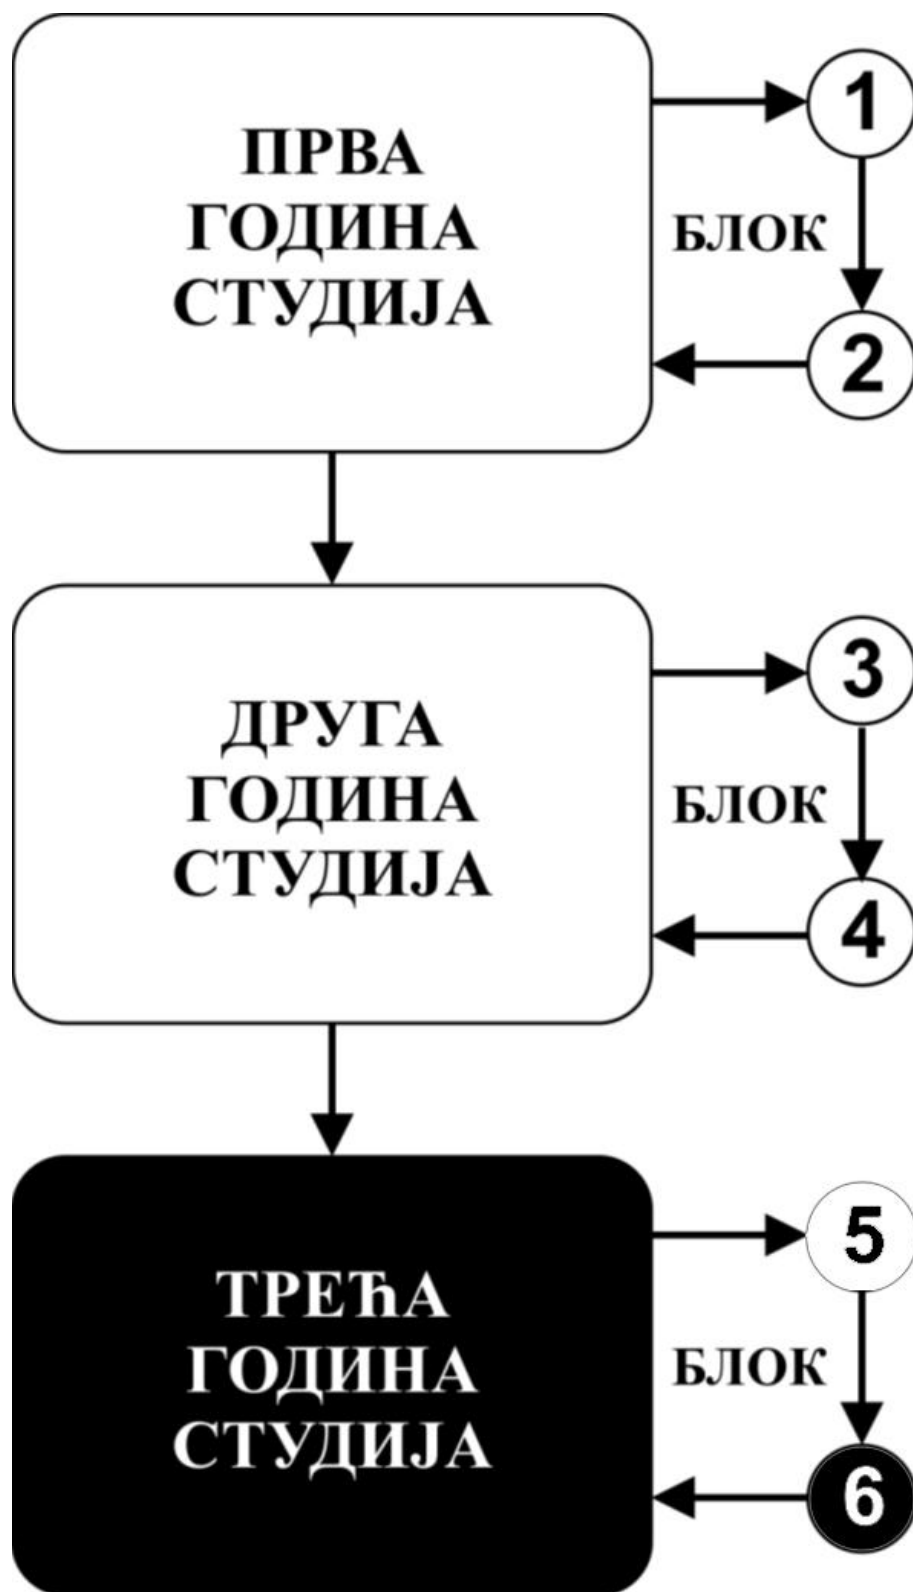 ПРВА
ГОДИНА
СТУДИЈА
1
БЛОК
2
ДРУГА
ГОДИНА
СТУДИЈА
3
БЛОК
4
ТРЕЋА
ГОДИНА
СТУДИЈА
5
БЛОК
6